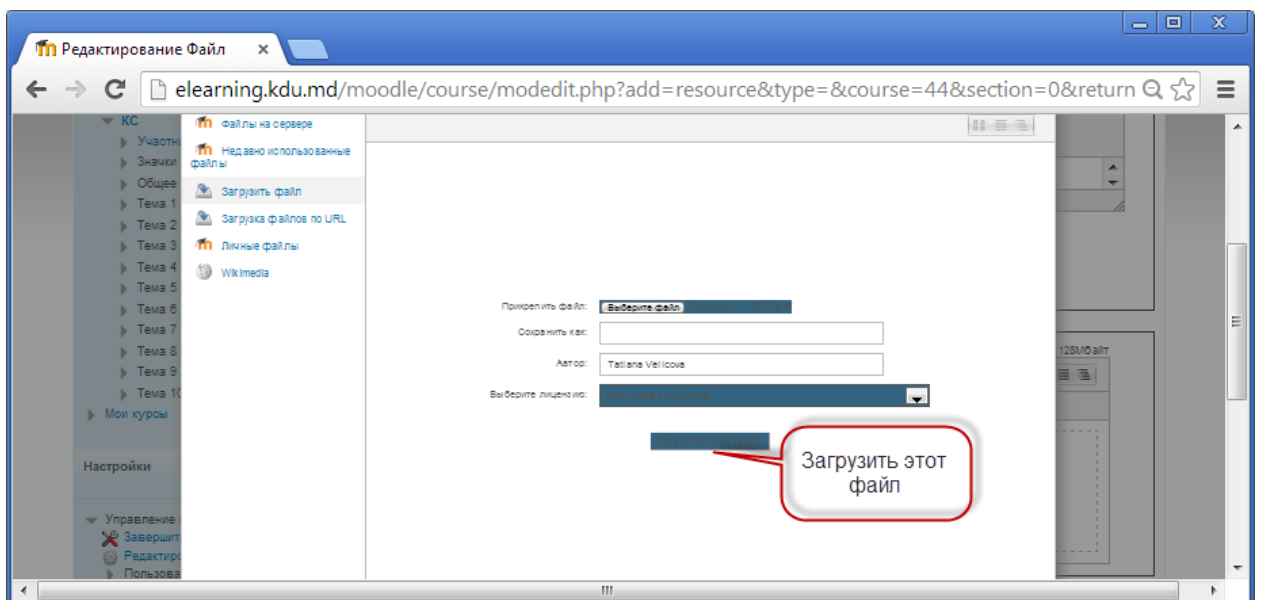 Редактирование Файл
elearning.kdu.md/moodle/course/modedit.php?add=resource&type=&course=44&section=0&return
КС
Участни
Значки
Общее
Тема 1
Тема 2
Тема 3
Тема 4
Тема 5
Тема 6
Тема 7
Тема 8
Тема 9
Тема 10
Мои курсы
Настройки
Управление
Завершит
Редактиро
Пользова
Файлы на сервере
Недавно использованные
файлы
Загрузить файл
Загрузка файлов по URL
Личные файлы
Wikimedia
Прикрепить файл: Выберите файл
Сохранить как:
Автор: Tatiana Velicova
Выберите лицензию:
Загрузить этот файл
Загрузить этот
файл
128Мбайт